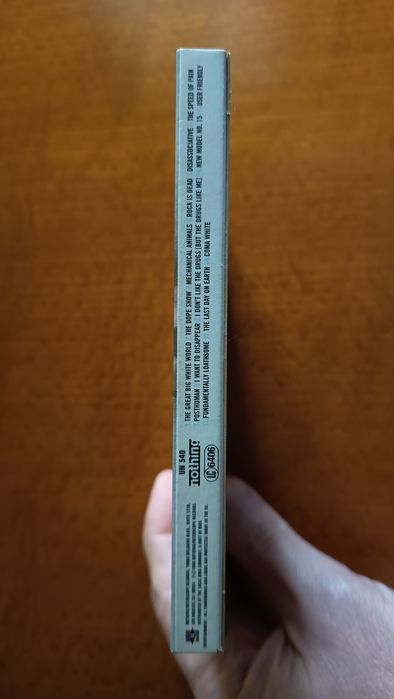 THE GREAT BIG WHITE WORLD THE DOPE SHOW MECHANICAL ANIMALS ROCK IS DEAD DISASSOCIATIVE THE SPEED OF PAIN
POSTHUMAN I WANT TO DISAPPEAR I DON'T LIKE THE DRUGS (BUT THE DRUGS LIKE ME) NEW MODEL NO. 15 USER FRIENDLY
FUNDAMENTALLY LOATHSOME THE LAST DAY ON EARTH COMA WHITE
UN 540
nothing
LC 6406